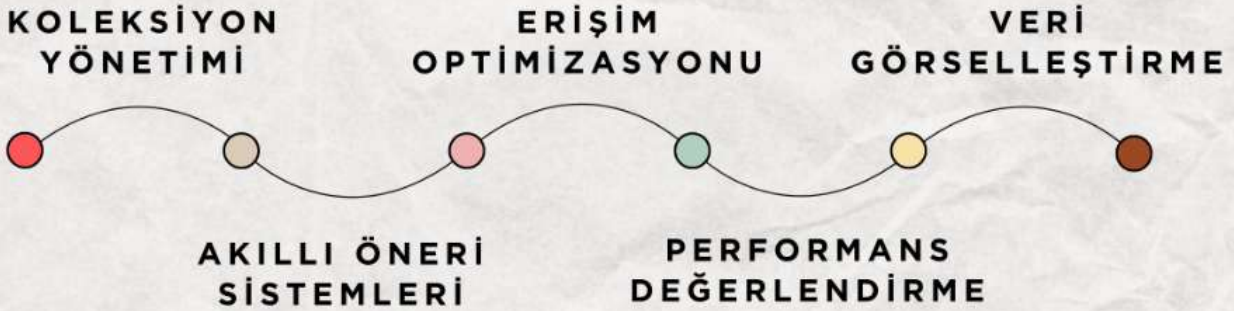 KOLEKSİYON
YÖNETİMİ
AKILLI ÖNERİ
SİSTEMLERİ
ERİŞİM
OPTİMİZASYONU
PERFORMANS
DEĞERLENDİRME
VERİ
GÖRSELLEŞTİRME